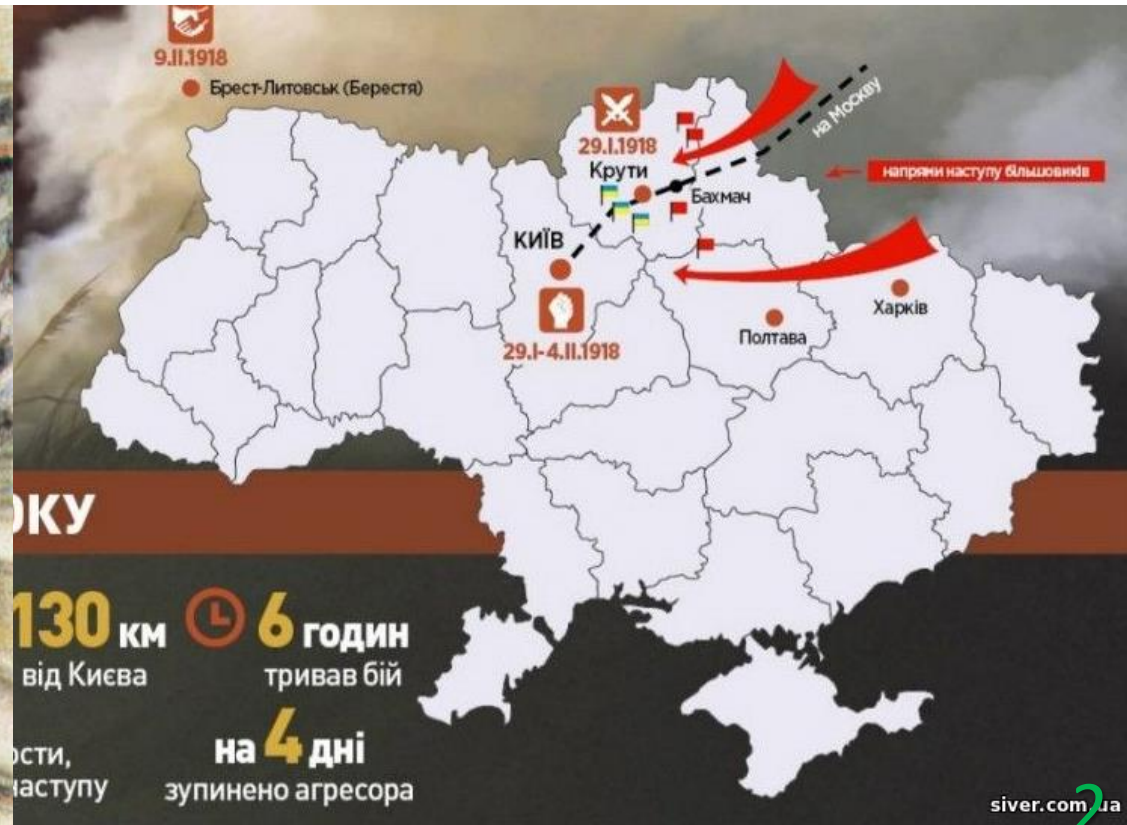 9.II.1918
Брест-Литовськ (Берестя)
на Москву
29.I.1918
Крути
напрями наступу більшовиків
Бахмач
КИЇВ
Харків
Полтава
29.I-4.II.1918
ОКУ
130 км
від Києва
6 годин
тривав бій
ости,
наступу
на 4 дні
зупинено агресора
siver.com.ua
2